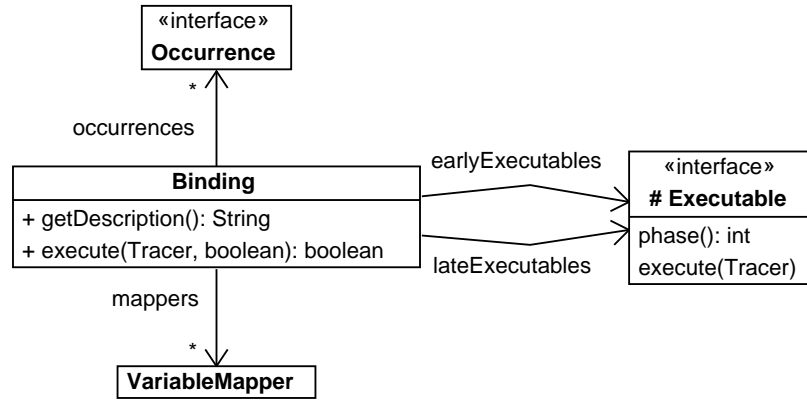 «interface»
Occurrence
*
occurrences
Binding
+ getDescription(): String
+ execute(Tracer, boolean): boolean
earlyExecutables
lateExecutables
«interface»
# Executable
phase(): int
execute(Tracer)
mappers
*
VariableMapper